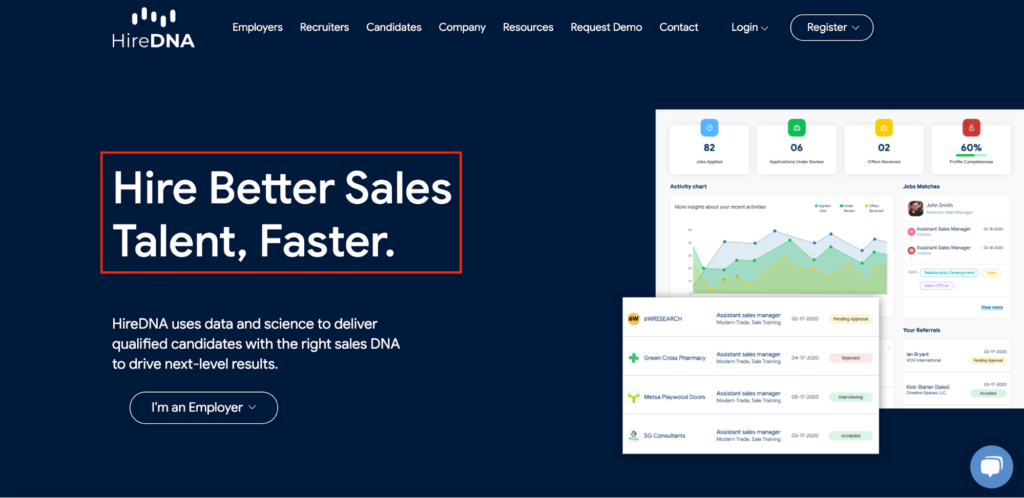 HireDNA
Employers Recruiters Candidates Company Resources Request Demo Contact Login Register
Hire Better Sales
Talent, Faster.
HireDNA uses data and science to deliver
qualified candidates with the right sales DNA
to drive next-level results.
I'm an Employer
82
Jobs Applied
06
Applications Under Review
02
Offers Received
60%
Profile Completeness
Activity chart
More insights about your recent activities
Applied
Jobs
Under
Review
Offers
Received
Jobs Matches
John Smith
Assistant Sales Manager
Assistant Sales Manager 02-18-2020
Assistant Sales Manager 02-18-2020
Relationship Development
Sales
Sales Officer
View more
6W 6WRESEARCH Assistant sales manager 02-17-2020 Pending Approval
Modern Trade, Sale Training
Green Cross Pharmacy Assistant sales manager 04-17-2020 Rejected
Modern Trade, Sale Training
Metsa Playwood Doors Assistant sales manager 05-17-2020 Interviewing
Modern Trade, Sale Training
SG Consultants Assistant sales manager 03-17-2020 Accepted
Modern Trade, Sale Training
Your Referrals
Ian Bryant 02-17-2020
VOV International Pending Approval
Kick-Starter (Sales) 03-17-2020
Dheeline Spaces LLC Accepted